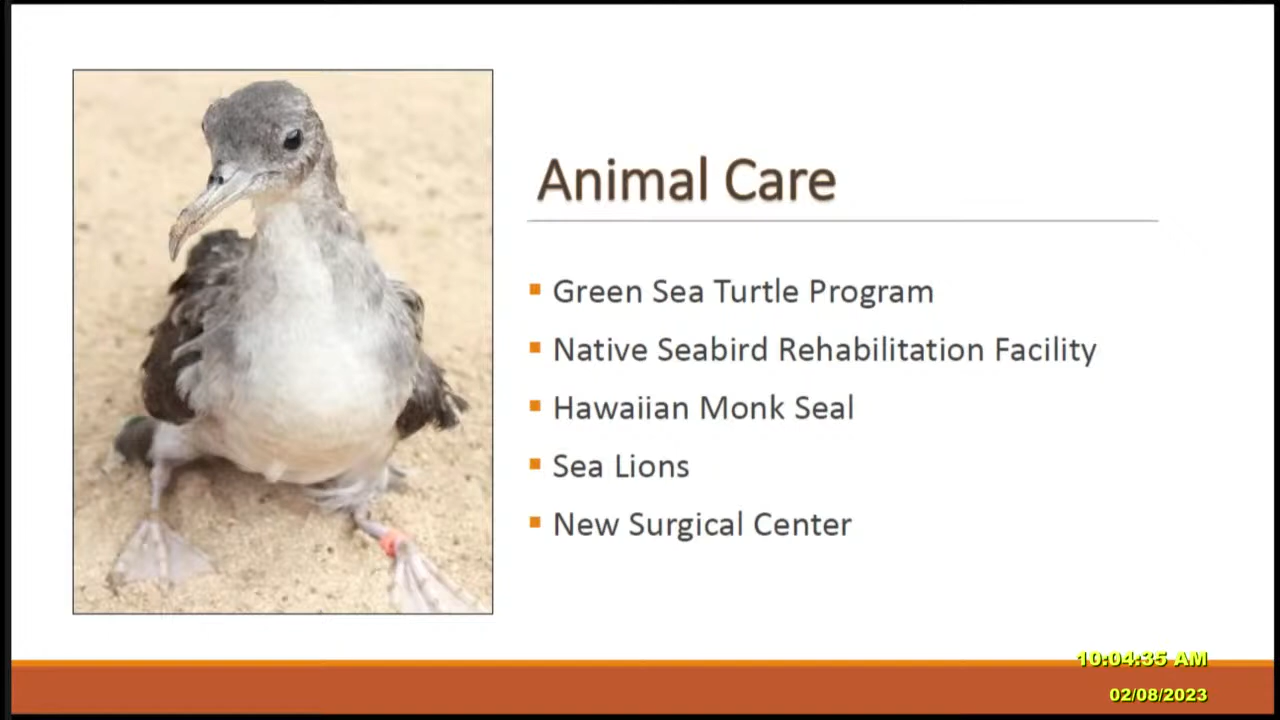 Animal Care
Green Sea Turtle Program
Native Seabird Rehabilitation Facility
Hawaiian Monk Seal
Sea Lions
New Surgical Center
10:04:35 AM
02/08/2023